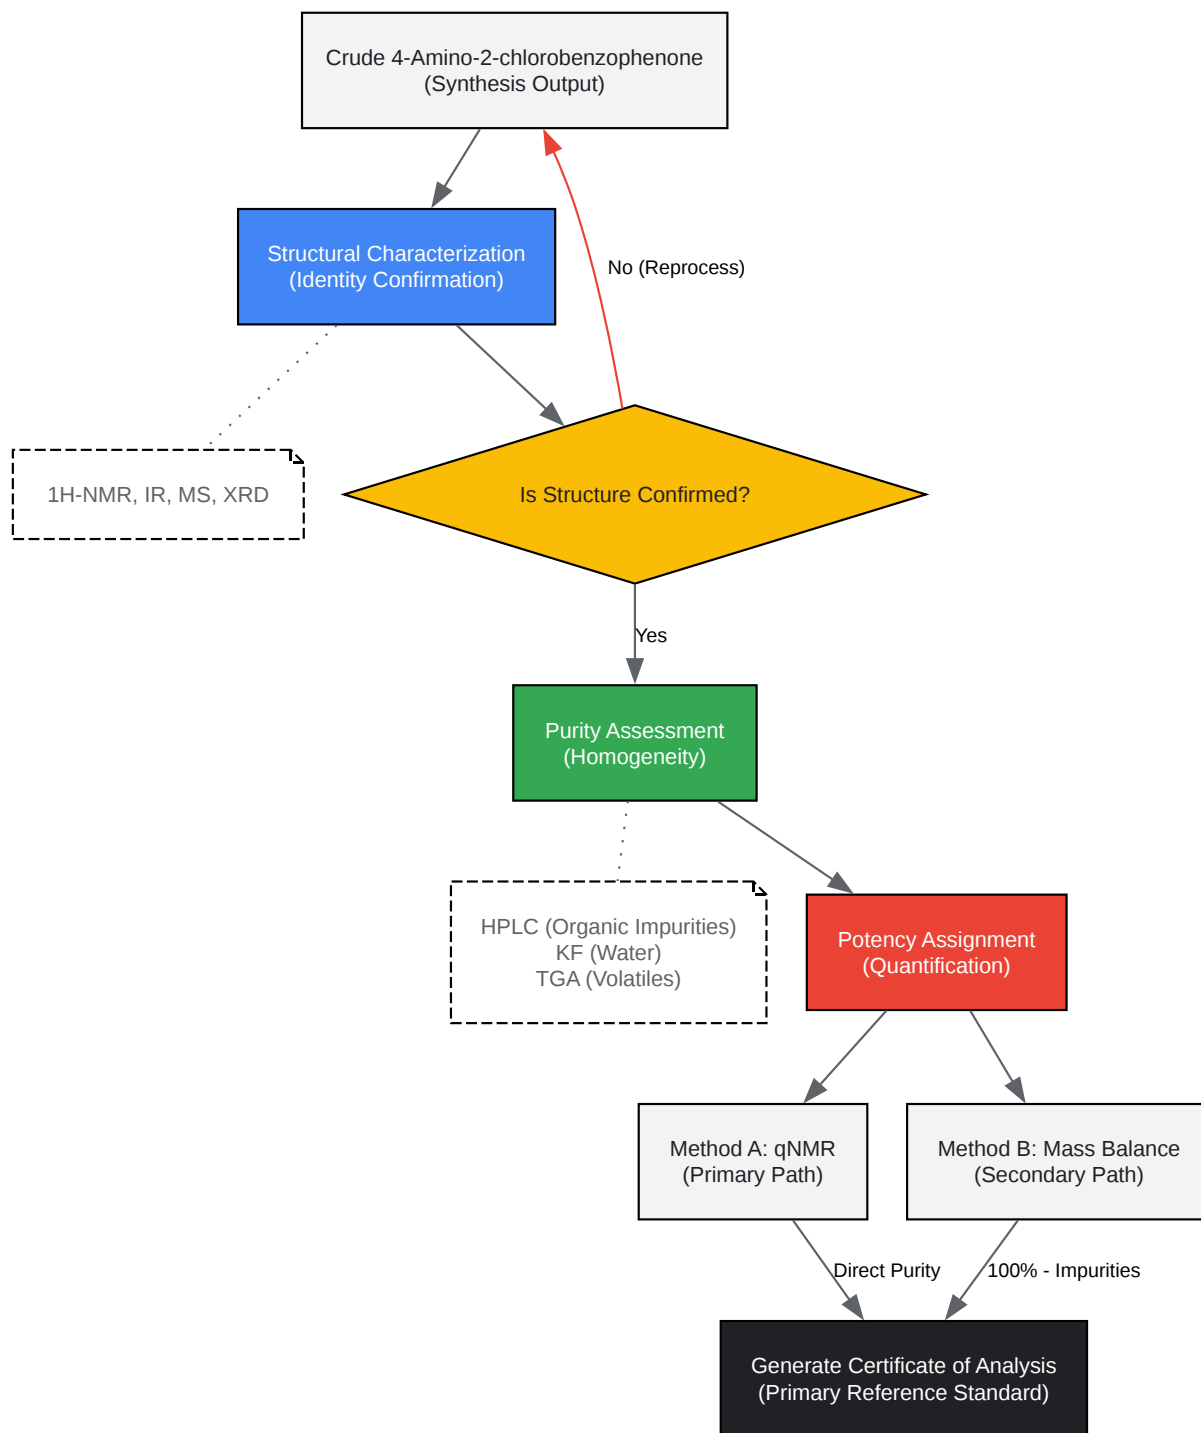 Crude 4-Amino-2-chlorobenzophenone
(Synthesis Output)
Structural Characterization
(Identity Confirmation)
No (Reprocess)
1H-NMR, IR, MS, XRD
Is Structure Confirmed?
Yes
Purity Assessment
(Homogeneity)
HPLC (Organic Impurities)
KF (Water)
TGA (Volatiles)
Potency Assignment
(Quantification)
Method A: qNMR
(Primary Path)
Method B: Mass Balance
(Secondary Path)
Direct Purity
100% - Impurities
Generate Certificate of Analysis
(Primary Reference Standard)